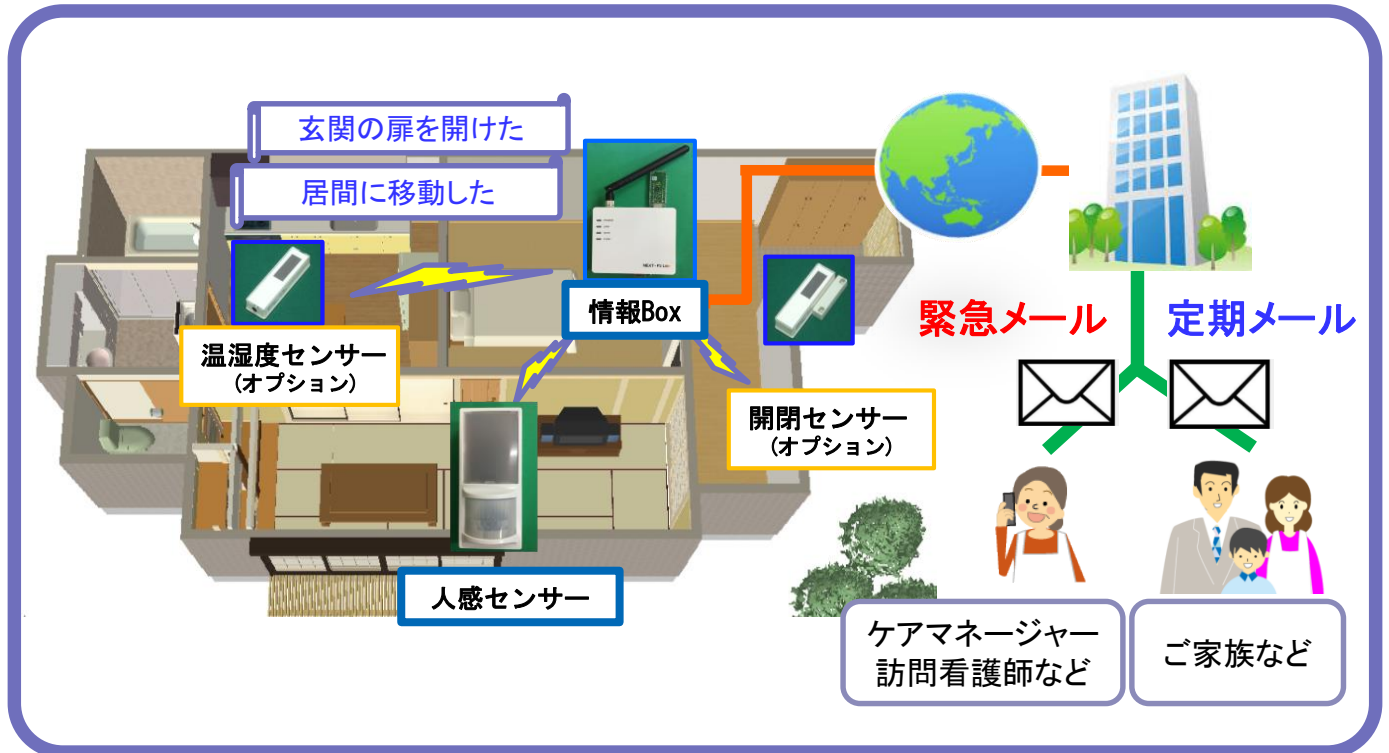 玄関の扉を開けた
居間に移動した
情報Box
温湿度センサー
(オプション)
開閉センサー
(オプション)
人感センサー
緊急メール
定期メール
ケアマネージャー
訪問看護師など
ご家族など